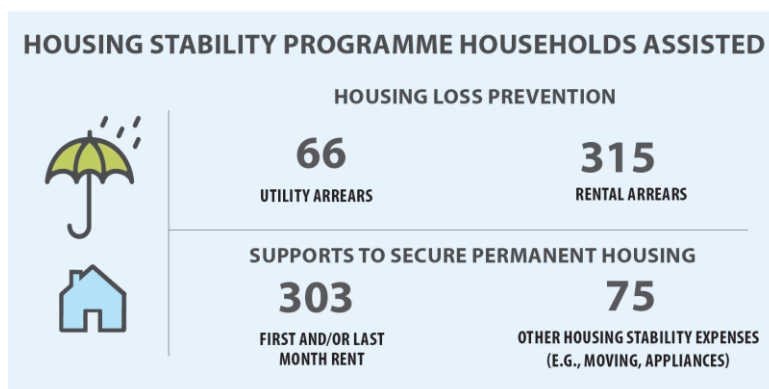 HOUSING STABILITY PROGRAMME HOUSEHOLDS ASSISTED
HOUSING LOSS PREVENTION
66
UTILITY ARREARS
315
RENTAL ARREARS
SUPPORTS TO SECURE PERMANENT HOUSING
303
FIRST AND/OR LAST
MONTH RENT
75
OTHER HOUSING STABILITY EXPENSES
(E.G., MOVING, APPLIANCES)